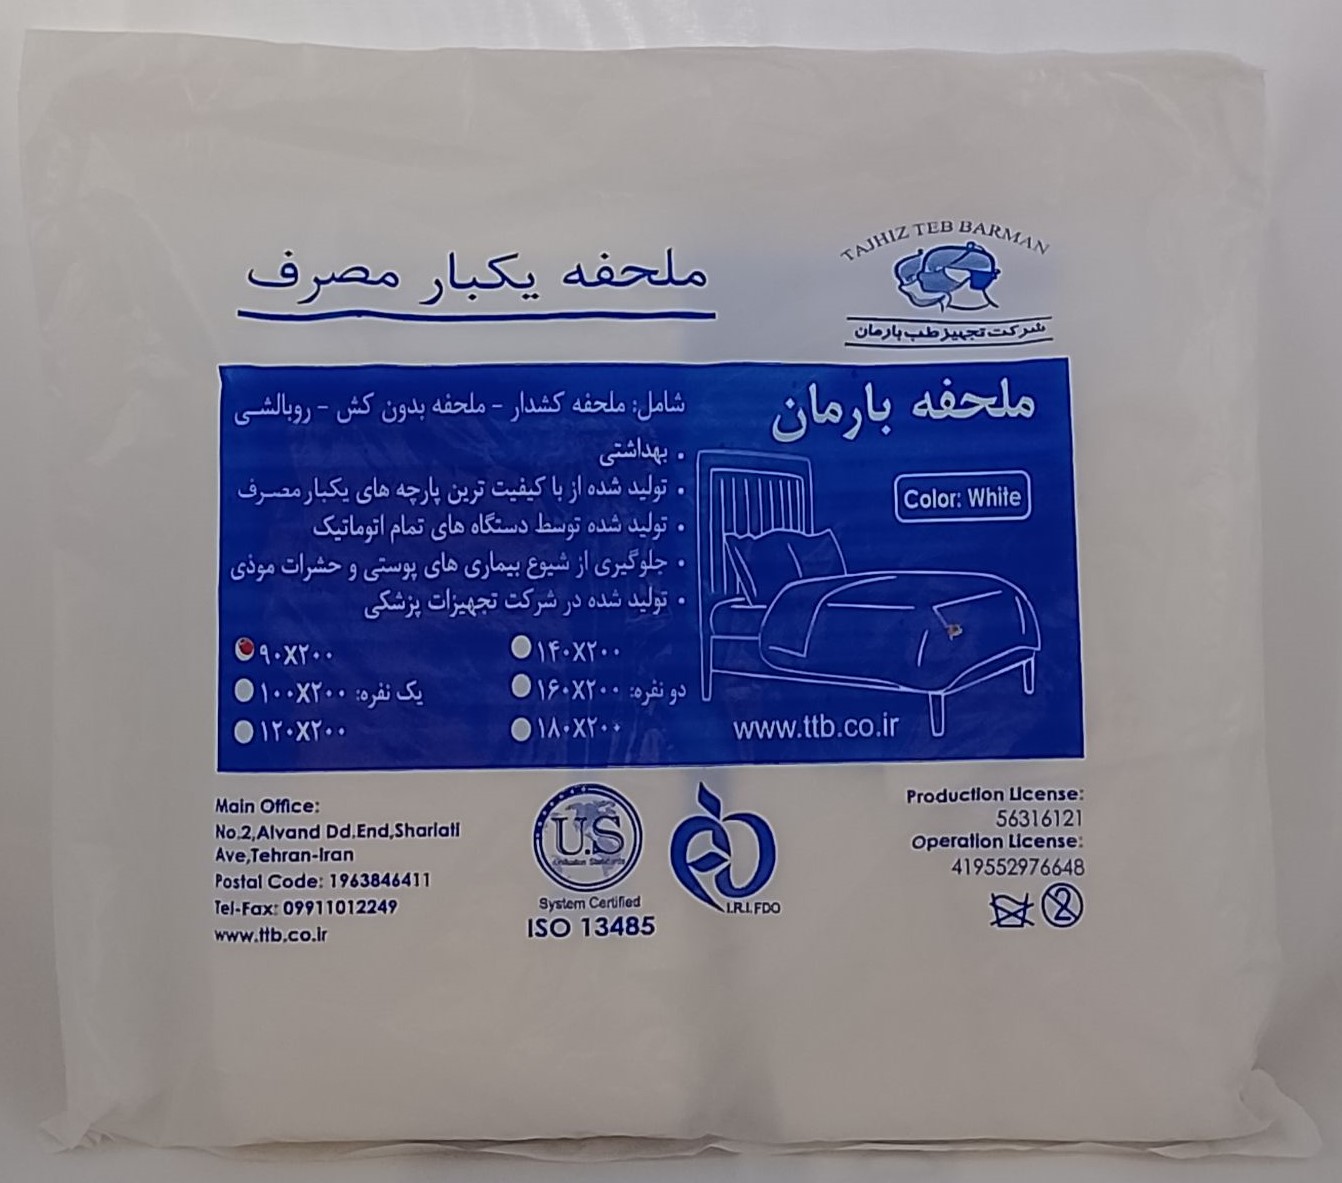 ملحفه یکبار مصرف
TAJHIZ TEB BARMAN
شرکت تجهیز طب بارمان
ملحفه بارمان
Color: White
شامل: ملحفه کشدار - ملحفه بدون کش - روبالشی
• بهداشتی
• تولید شده از با کیفیت ترین پارچه های یکبار مصرف
• تولید شده توسط دستگاه های تمام اتوماتیک
• جلوگیری از شیوع بیماری های پوستی و حشرات موذی
• تولید شده در شرکت تجهیزات پزشکی
۱۴۰X۲۰۰
دو نفره: ۱۶۰X۲۰۰
۱۸۰X۲۰۰
۹۰X۲۰۰
یک نفره: ۱۰۰X۲۰۰
۱۲۰X۲۰۰
www.ttb.co.ir
Main Office:
No.2,Alvand Dd.End,Shariati
Ave,Tehran-Iran
Postal Code: 1963846411
Tel-Fax: 09911012249
www.ttb.co.ir
U.S
System Certified
ISO 13485
I.R.I.FDO
Production License:
56316121
Operation License:
419552976648
2